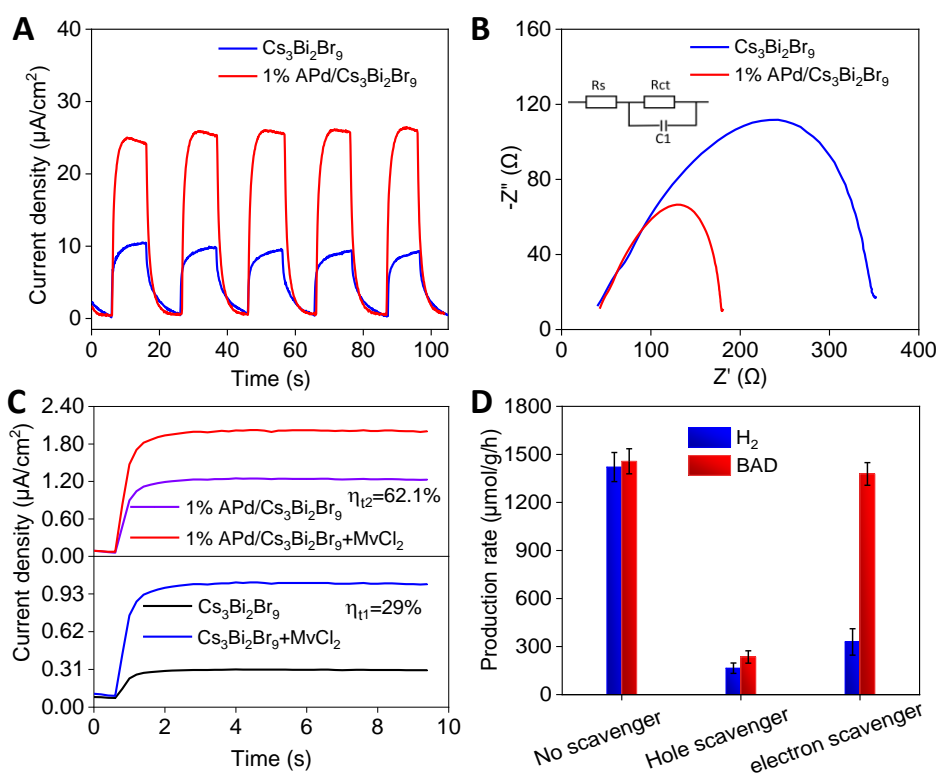 A
Cs₃Bi₂Br₉
1% APd/Cs₃Bi₂Br₉
40
30
20
10
0
Current density (µA/cm²)
0 20 40 60 80 100
Time (s)
B
Cs₃Bi₂Br₉
1% APd/Cs₃Bi₂Br₉
Rs Rct
C1
160
120
80
40
0
-Z" (Ω)
0 100 200 300 400
Z' (Ω)
C
2.40
1.80
1.20
0.60
0.00
ηt2=62.1%
1% APd/Cs₃Bi₂Br₉
1% APd/Cs₃Bi₂Br₉+MvCl₂
0.93
0.62
0.31
0.00
Cs₃Bi₂Br₉
ηt1=29%
Cs₃Bi₂Br₉+MvCl₂
Current density (µA/cm²)
0 2 4 6 8 10
Time (s)
D
H₂
BAD
1800
1500
1200
900
600
300
0
Production rate (µmol/g/h)
No scavenger
Hole scavenger
electron scavenger